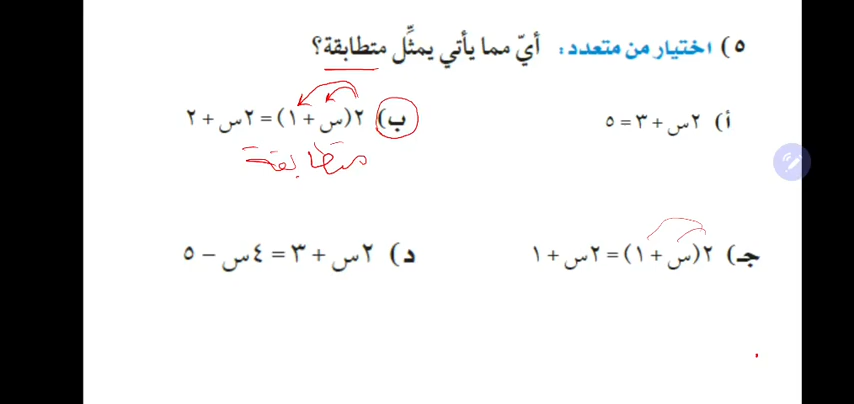 ٥) اختيار من متعدد: أيّ مما يأتي يمثِّل متطابقة؟
أ) ٢س + ٣ = ٥
ب) ٢(س + ١) = ٢س + ٢
متطابقة
جـ) ٢(س + ١) = ٢س + ١
د) ٢س + ٣ = ٤س – ٥